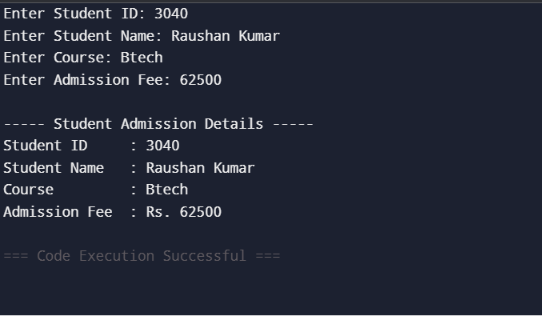 Enter Student ID: 3040
Enter Student Name: Raushan Kumar
Enter Course: Btech
Enter Admission Fee: 62500
----- Student Admission Details -----
Student ID     : 3040
Student Name   : Raushan Kumar
Course         : Btech
Admission Fee  : Rs. 62500
=== Code Execution Successful ===